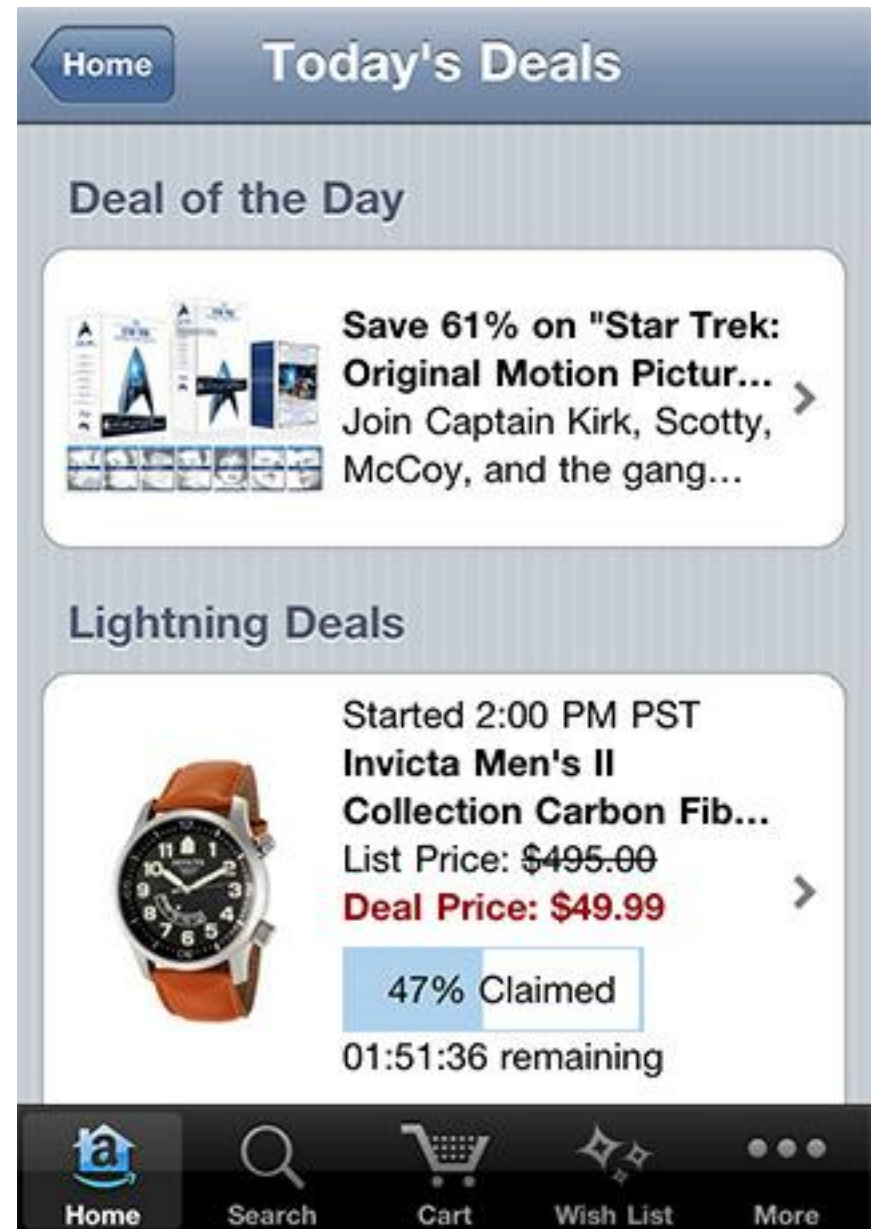 Home
Today's Deals
Deal of the Day
Save 61% on "Star Trek:
Original Motion Pictur...
Join Captain Kirk, Scotty,
McCoy, and the gang...
Lightning Deals
Started 2:00 PM PST
Invicta Men's II
Collection Carbon Fib...
List Price: $495.00
Deal Price: $49.99
47% Claimed
01:51:36 remaining
Home
Search
Cart
Wish List
More